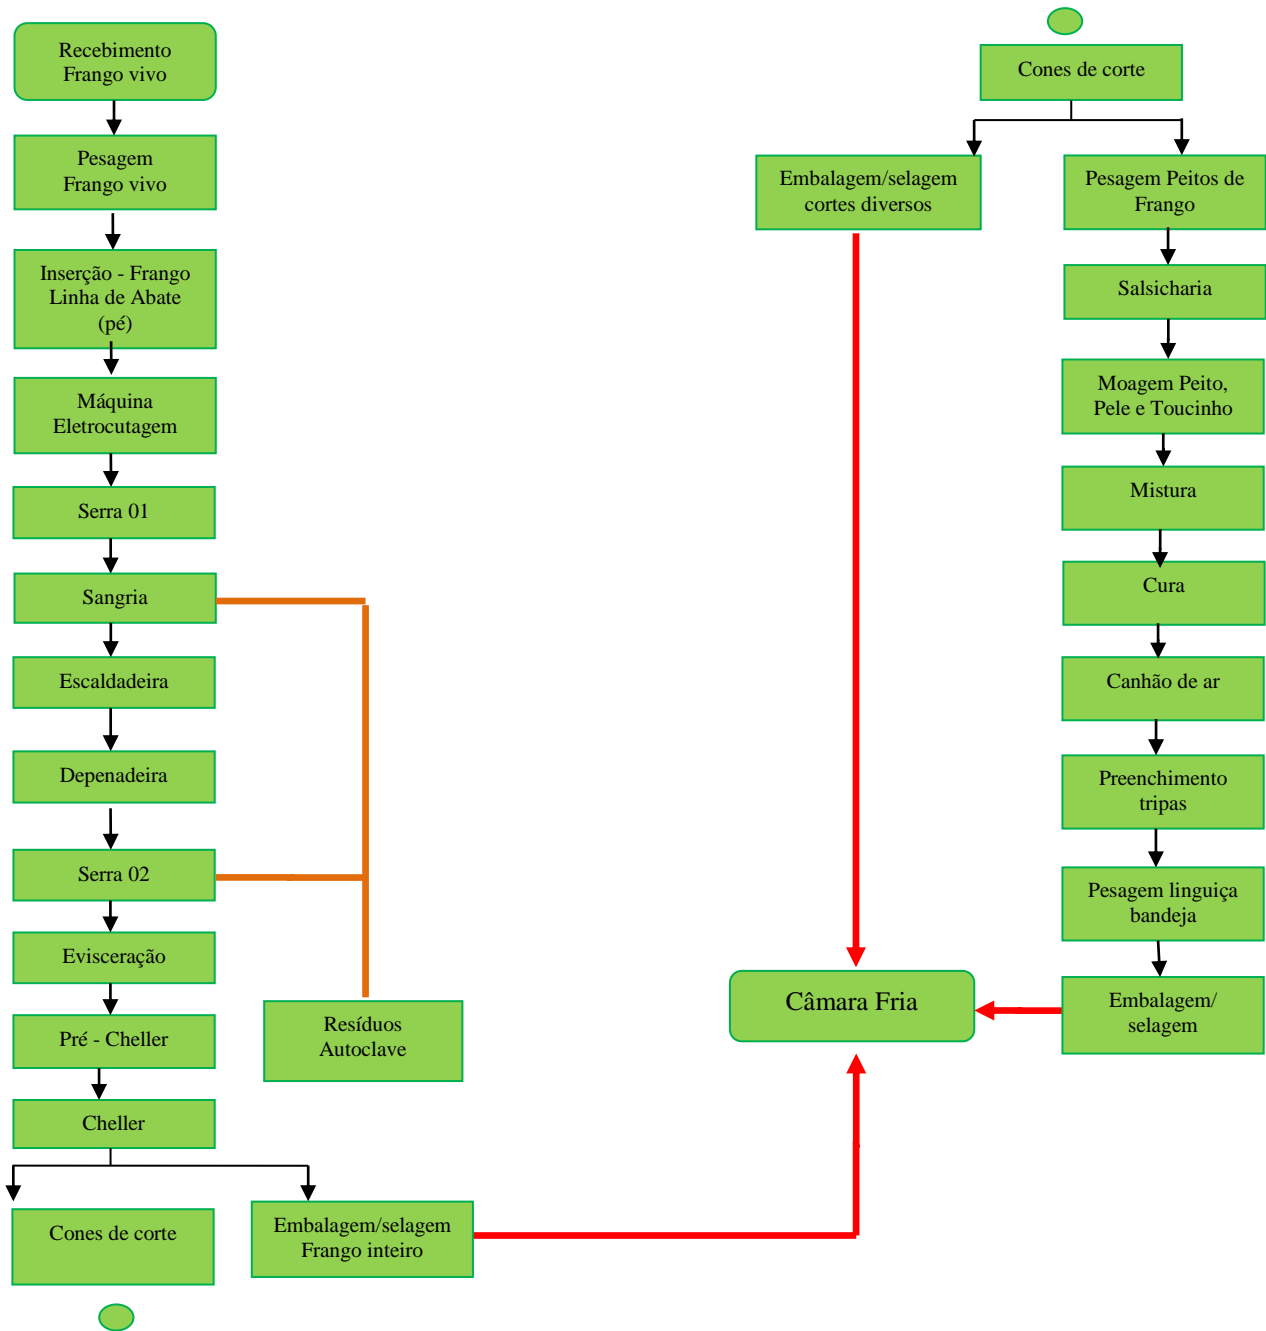 Recebimento
Frango vivo
Pesagem
Frango vivo
Inserção - Frango
Linha de Abate
(pé)
Máquina
Eletrocutagem
Serra 01
Sangria
Escaldadeira
Depenadeira
Serra 02
Evisceração
Pré - Cheller
Cheller
Cones de corte
Embalagem/selagem
Frango inteiro
Resíduos
Autoclave
Cones de corte
Embalagem/selagem
cortes diversos
Pesagem Peitos de
Frango
Salsicharia
Moagem Peito,
Pele e Toucinho
Mistura
Cura
Canhão de ar
Preenchimento
tripas
Pesagem linguiça
bandeja
Embalagem/
selagem
Câmara Fria